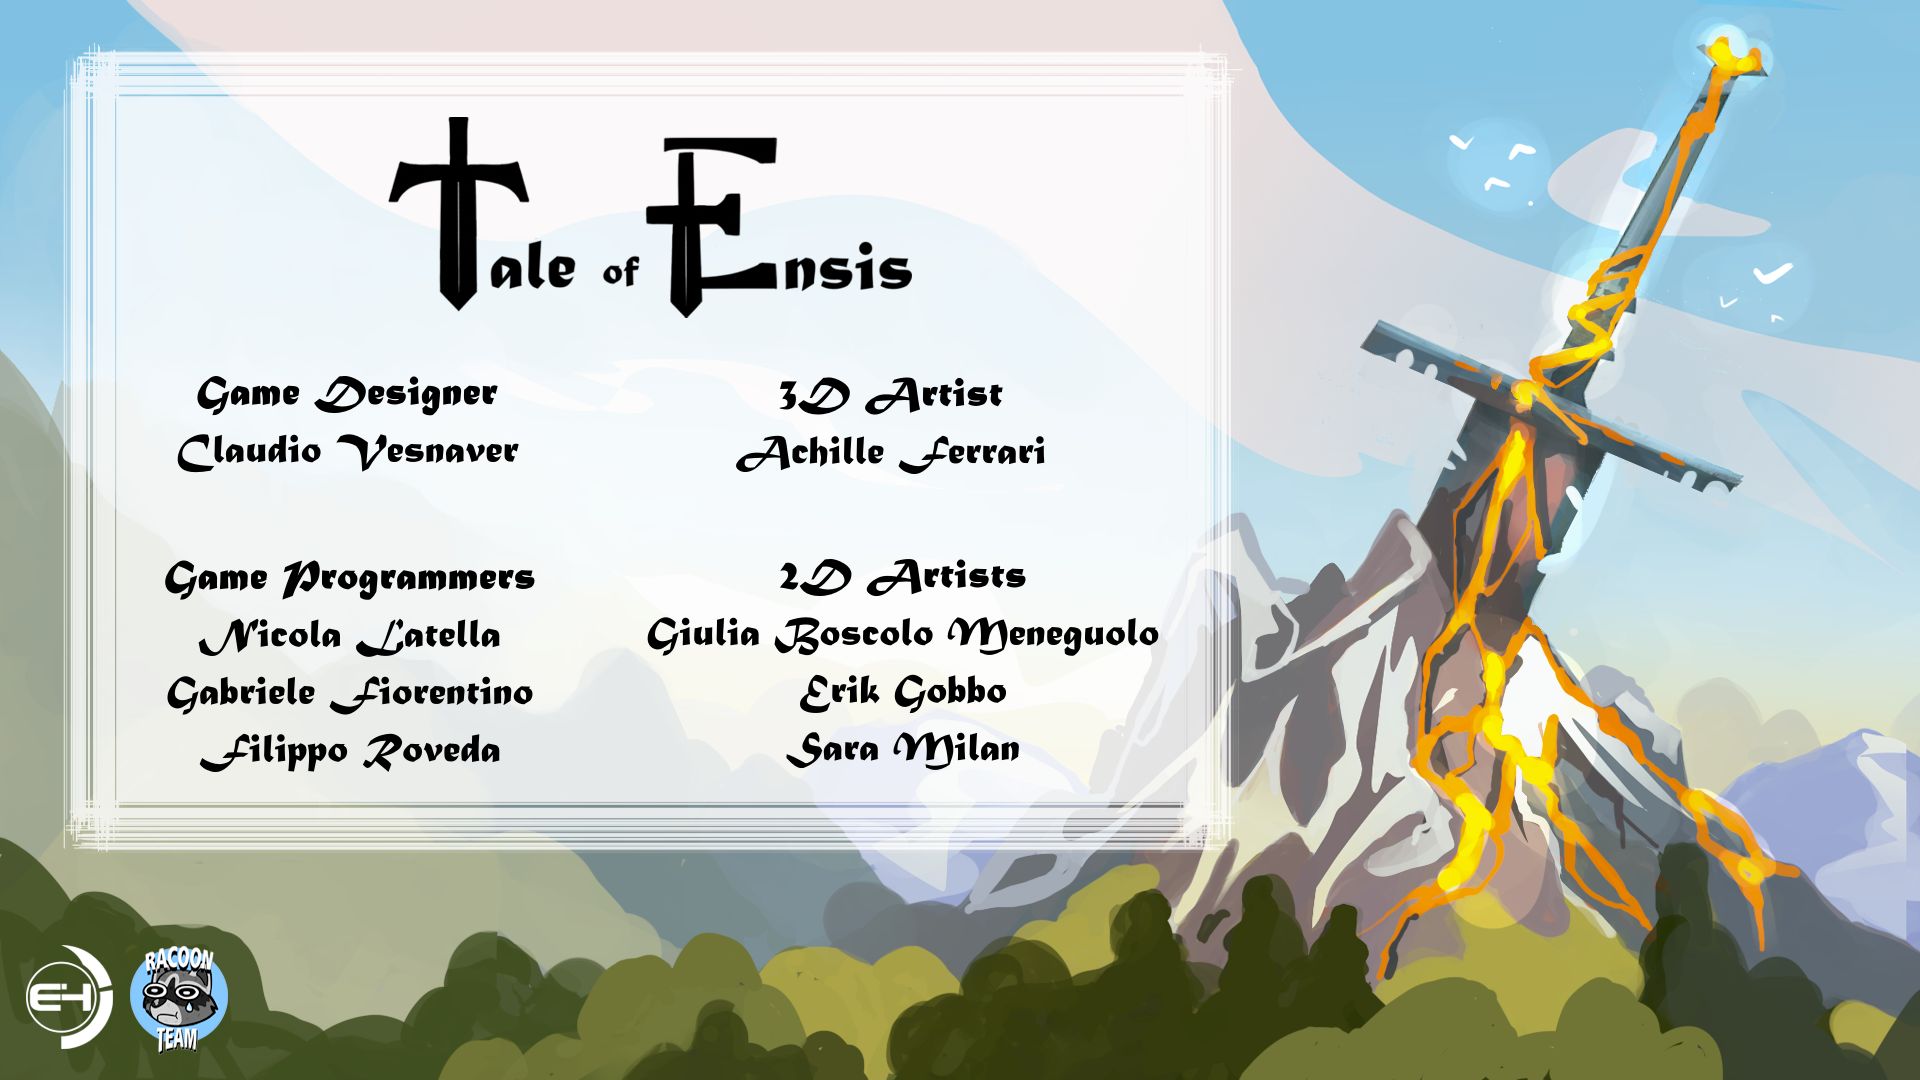 Tale of Ensis
Game Designer
Claudio Vesnaver
3D Artist
Achille Ferrari
Game Programmers
Nicola Latella
Gabriele Fiorentino
Filippo Roveda
2D Artists
Giulia Boscolo Meneguolo
Erik Gobbo
Sara Milan
RACOON
TEAM